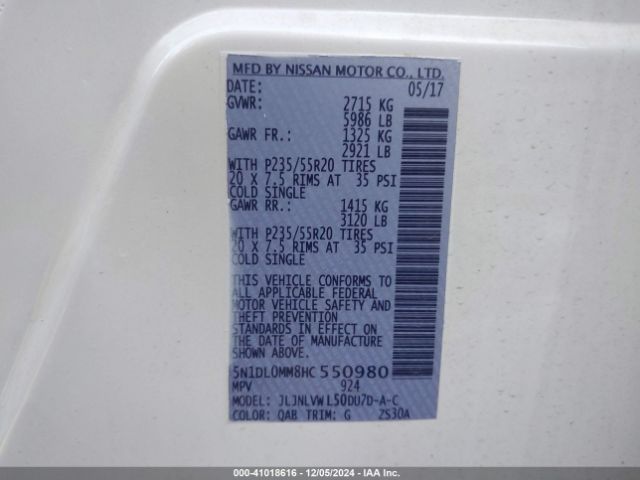 MFD BY NISSAN MOTOR CO., LTD.
DATE: 05/17
GVWR: 2715 KG
5986 LB
GAWR FR.: 1325 KG
2921 LB
WITH P235/55R20 TIRES
20 X 7.5 RIMS AT 35 PSI
COLD SINGLE
GAWR RR.: 1415 KG
3120 LB
WITH P235/55R20 TIRES
20 X 7.5 RIMS AT 35 PSI
COLD SINGLE
THIS VEHICLE CONFORMS TO
ALL APPLICABLE FEDERAL
MOTOR VEHICLE SAFETY AND
THEFT PREVENTION
STANDARDS IN EFFECT ON
THE DATE OF MANUFACTURE
SHOWN ABOVE.
5N1DL0MM8HC550980
MPV 924
MODEL: JLJNLVWL50DU7D-A-C
COLOR: QAB TRIM: G ZS30A
000-41018616 - 12/05/2024 - IAA Inc.